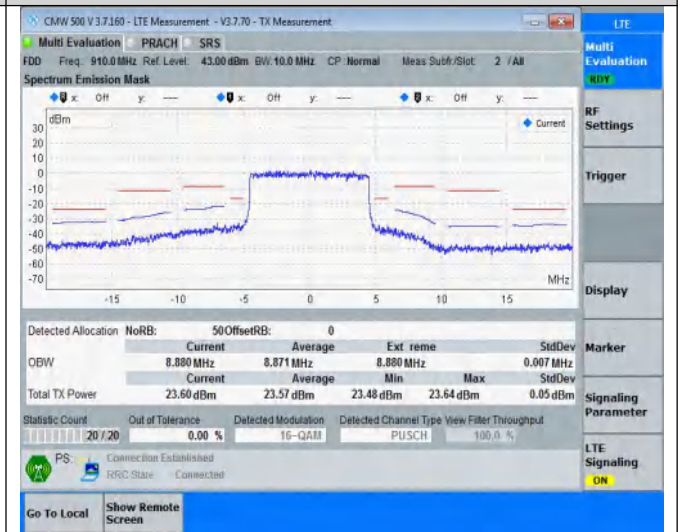 CMW 500 V 3.7.160 - LTE Measurement - V3.7.70 - TX Measurement
LTE
Multi Evaluation PRACH SRS
Multi Evaluation
RDY
FDD Freq.: 910.0 MHz Ref. Level: 43.00 dBm BW: 10.0 MHz CP: Normal Meas Subfr./Slot: 2 / All
Spectrum Emission Mask
x: Off y: --- x: Off y: --- x: Off y: ---
RF Settings
dBm
Current
30
20
10
0
-10
-20
-30
-40
-50
-60
-70
MHz
-15 -10 -5 0 5 10 15
Trigger
Display
Detected Allocation NoRB: 50 OffsetRB: 0
Current Average Extreme StdDev
OBW 8.880 MHz 8.871 MHz 8.880 MHz 0.007 MHz
Current Average Min Max StdDev
Total TX Power 23.60 dBm 23.57 dBm 23.48 dBm 23.64 dBm 0.05 dBm
Marker
Signaling Parameter
Statistic Count Out of Tolerance Detected Modulation Detected Channel Type View Filter Throughput
20 / 20 0.00 % 16-QAM PUSCH 100.0 %
PS: Connection Established
RRC State Connected
LTE Signaling
ON
Go To Local
Show Remote Screen